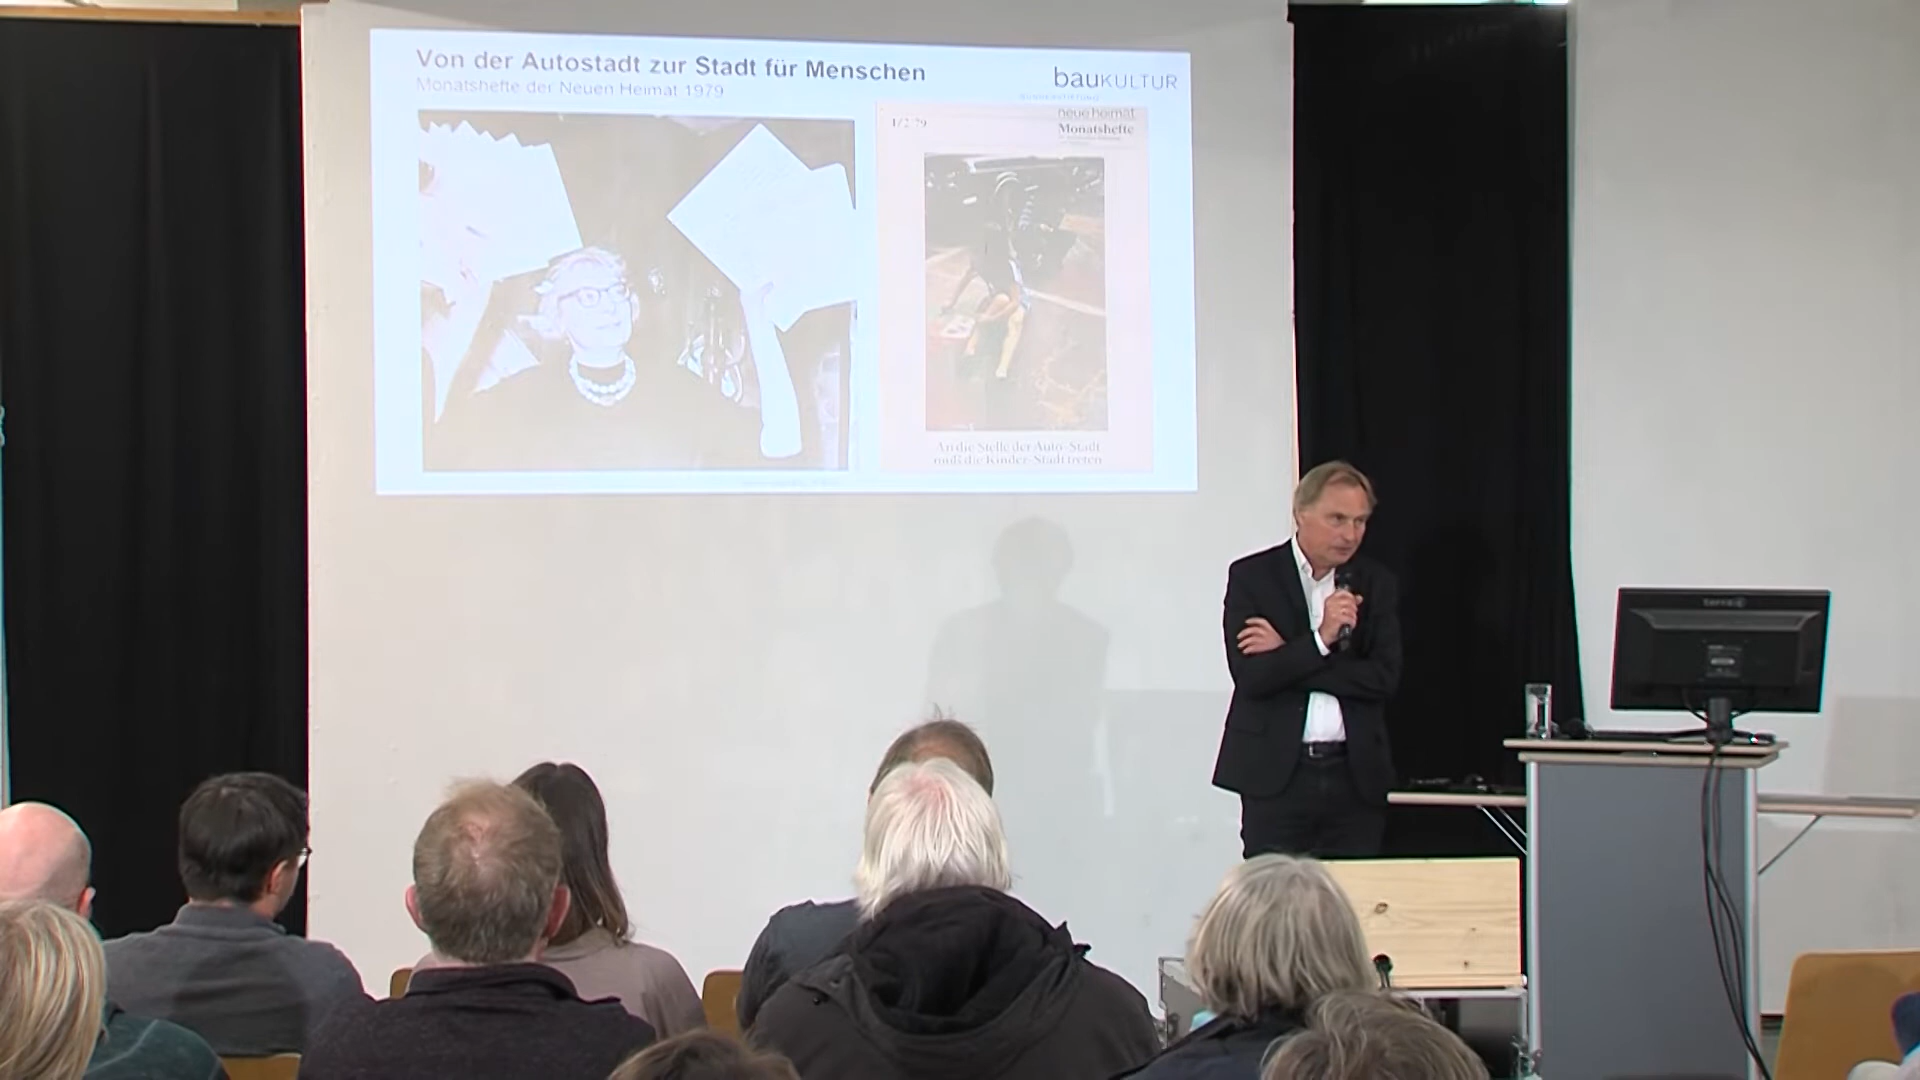 Von der Autostadt zur Stadt für Menschen
Monatshefte der Neuen Heimat 1979
bauKULTUR
1/2 79
neue heimat
Monatshefte
An die Stelle der Auto-Stadt
muß die Kinder-Stadt treten
terra